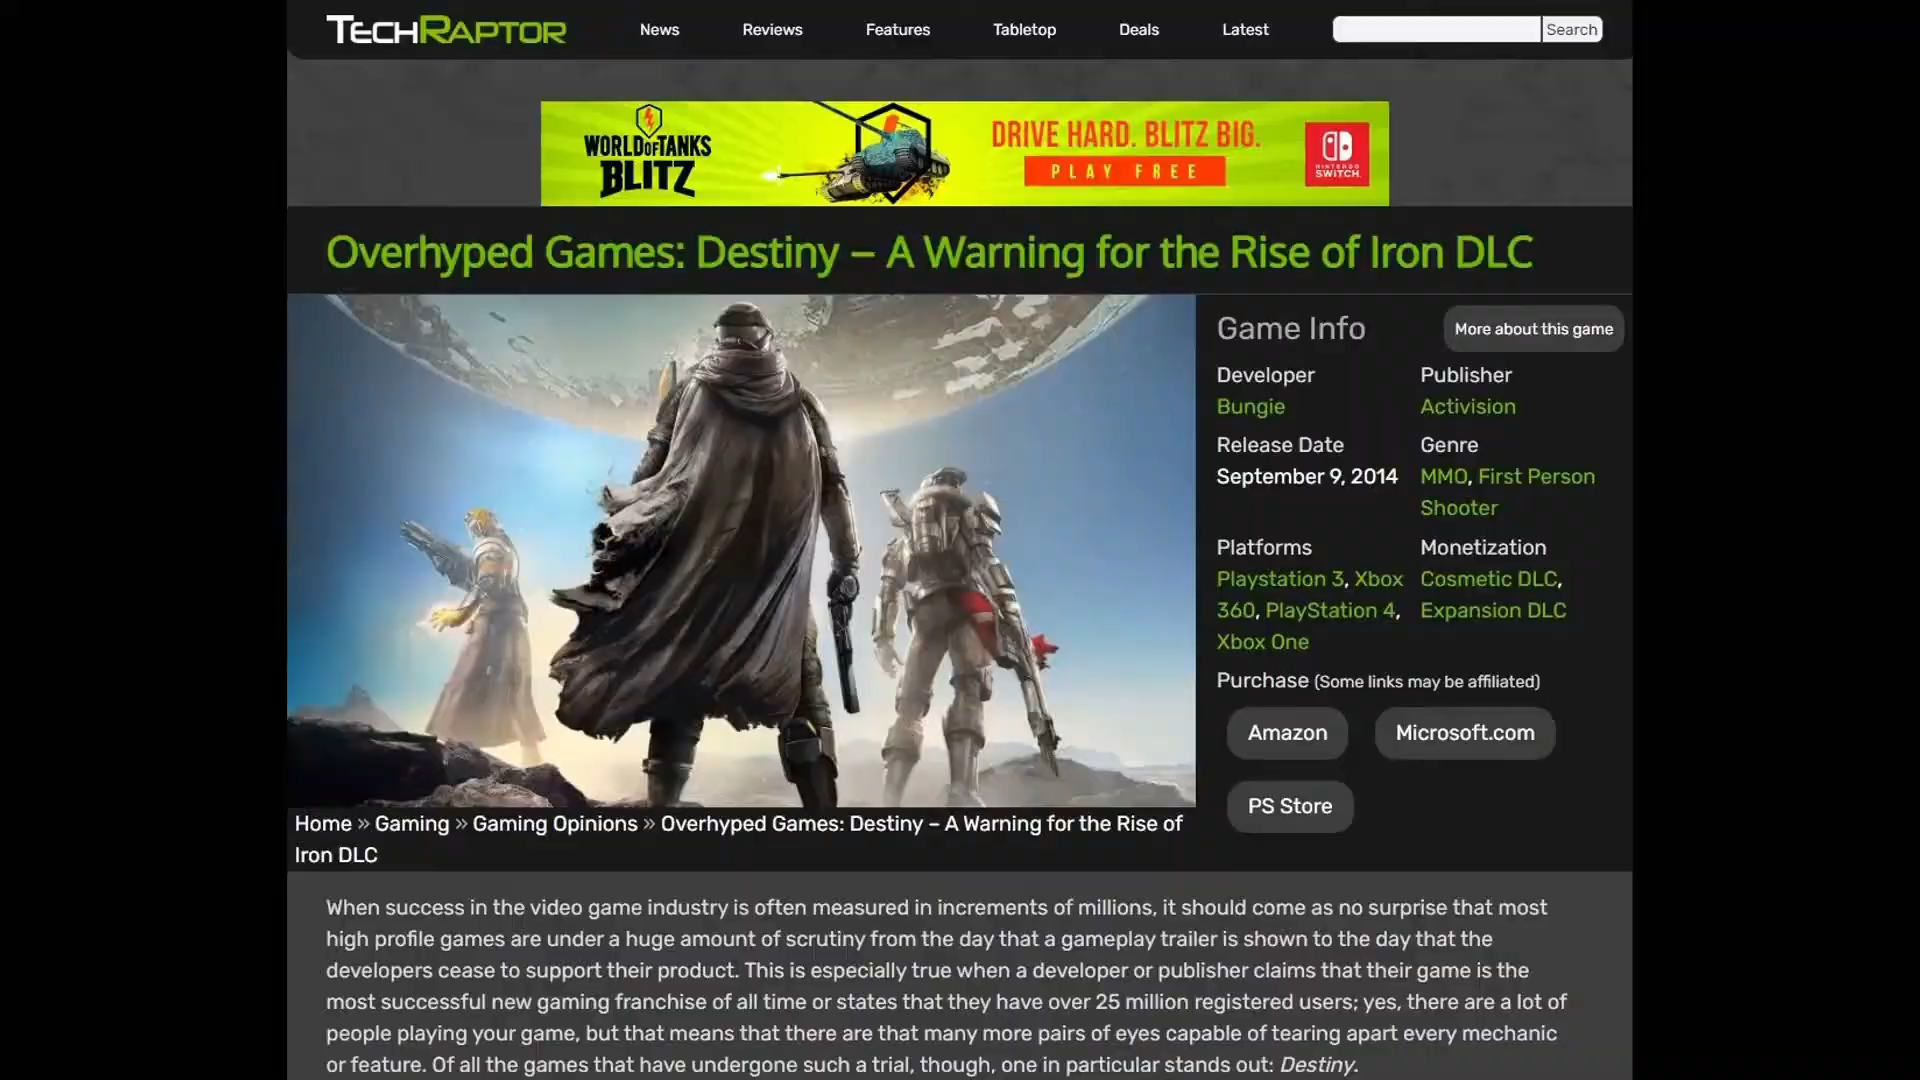 TECHRAPTOR
News Reviews Features Tabletop Deals Latest Search
WORLD OF TANKS
BLITZ
DRIVE HARD. BLITZ BIG.
PLAY FREE
NINTENDO
SWITCH
Overhyped Games: Destiny – A Warning for the Rise of Iron DLC
Game Info
More about this game
Developer
Bungie
Publisher
Activision
Release Date
September 9, 2014
Genre
MMO, First Person
Shooter
Platforms
Playstation 3, Xbox
360, PlayStation 4,
Xbox One
Monetization
Cosmetic DLC,
Expansion DLC
Purchase (Some links may be affiliated)
Amazon
Microsoft.com
PS Store
Home » Gaming » Gaming Opinions » Overhyped Games: Destiny – A Warning for the Rise of
Iron DLC
When success in the video game industry is often measured in increments of millions, it should come as no surprise that most
high profile games are under a huge amount of scrutiny from the day that a gameplay trailer is shown to the day that the
developers cease to support their product. This is especially true when a developer or publisher claims that their game is the
most successful new gaming franchise of all time or states that they have over 25 million registered users; yes, there are a lot of
people playing your game, but that means that there are that many more pairs of eyes capable of tearing apart every mechanic
or feature. Of all the games that have undergone such a trial, though, one in particular stands out: Destiny.